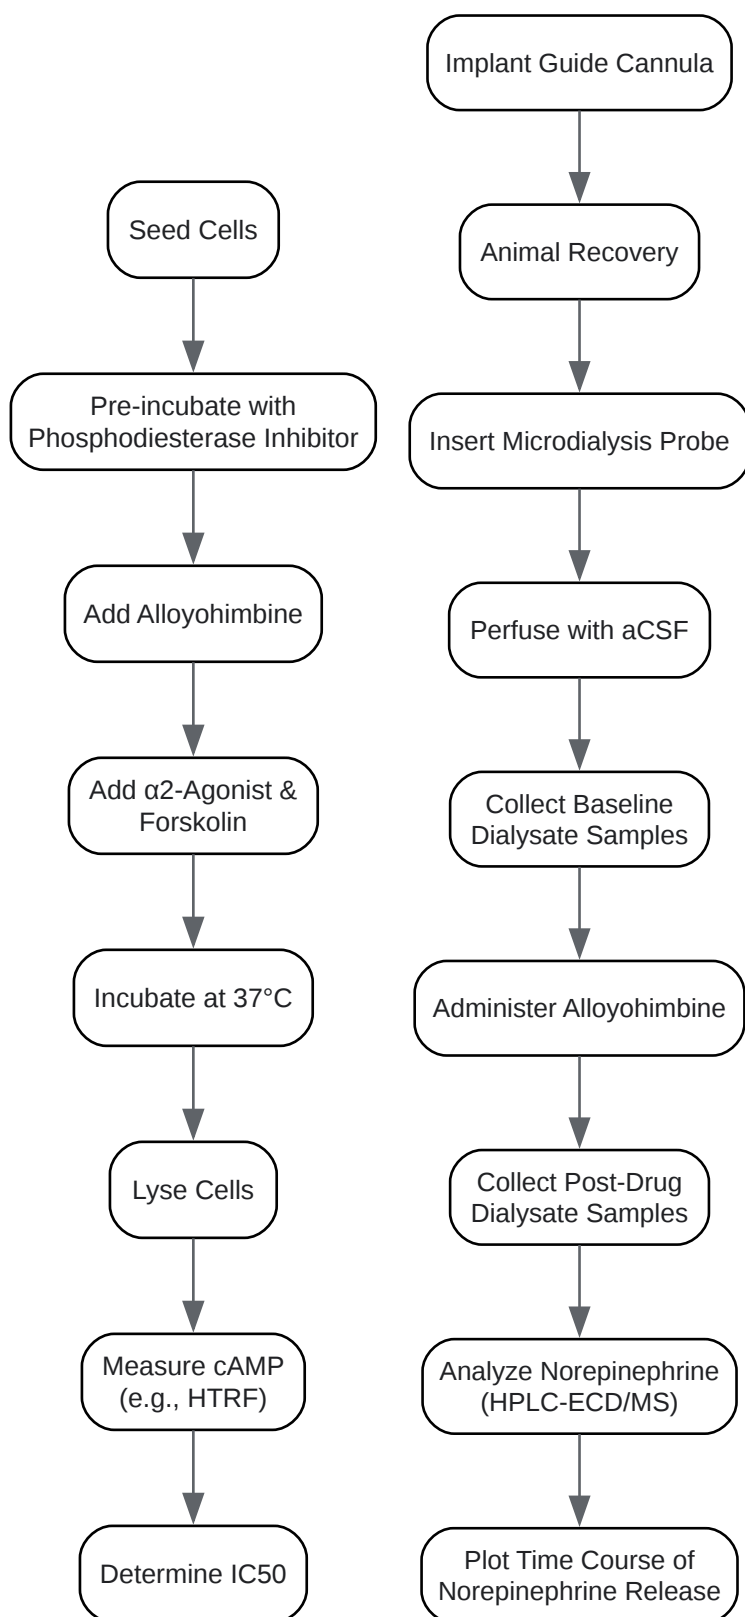 Seed Cells
Pre-incubate with
Phosphodiesterase Inhibitor
Add Alloyohimbine
Add α2-Agonist &
Forskolin
Incubate at 37°C
Lyse Cells
Measure cAMP
(e.g., HTRF)
Determine IC50
Implant Guide Cannula
Animal Recovery
Insert Microdialysis Probe
Perfuse with aCSF
Collect Baseline
Dialysate Samples
Administer Alloyohimbine
Collect Post-Drug
Dialysate Samples
Analyze Norepinephrine
(HPLC-ECD/MS)
Plot Time Course of
Norepinephrine Release